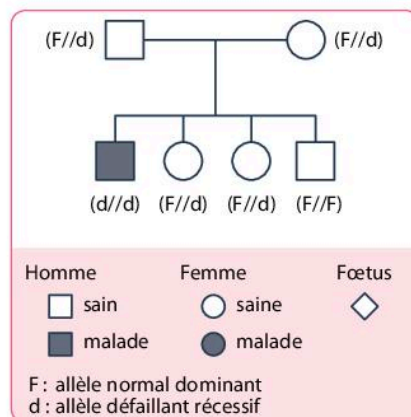 (F//d) (F//d)
(d//d) (F//d) (F//d) (F//F)
Homme Femme Fœtus
sain saine
malade malade
F : allèle normal dominant
d : allèle défaillant récessif